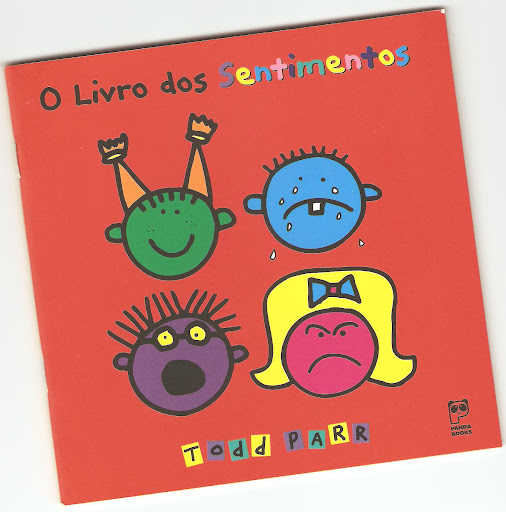 O Livro dos Sentimentos
Todd PARR
PANDA
BOOKS